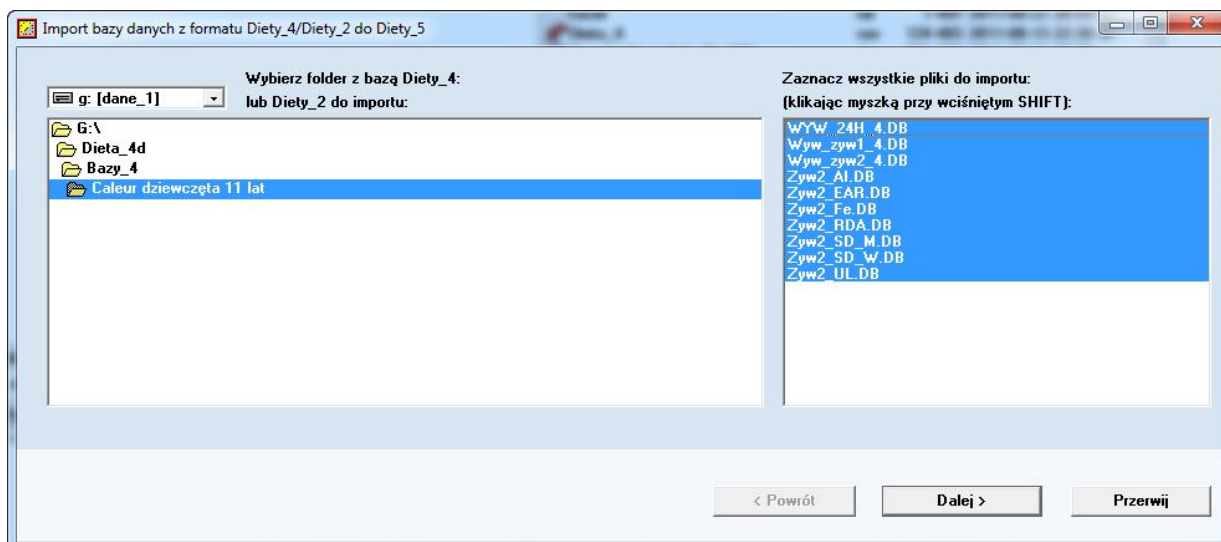 Import bazy danych z formatu Diety_4/Diety_2 do Diety_5
g: [dane_1]
Wybierz folder z bazą Diety_4:
lub Diety_2 do importu:
G:\
Dieta_4d
Bazy_4
Caleur dziewczęta 11 lat
Zaznacz wszystkie pliki do importu:
(klikając myszką przy wciśniętym SHIFT):
WYW_24H_4.DB
Wyw_zyw1_4.DB
Wyw_zyw2_4.DB
Zyw2_AI.DB
Zyw2_EAR.DB
Zyw2_Fe.DB
Zyw2_RDA.DB
Zyw2_SD_M.DB
Zyw2_SD_W.DB
Zyw2_UL.DB
< Powrót
Dalej >
Przerwij